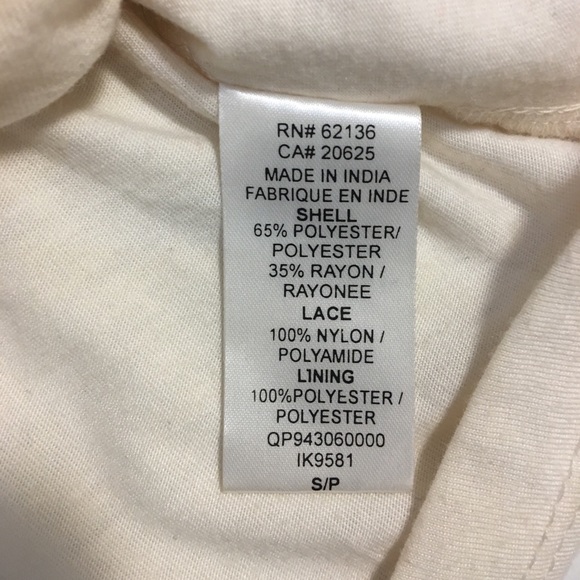 RN# 62136
CA# 20625
MADE IN INDIA
FABRIQUE EN INDE
SHELL
65% POLYESTER/
POLYESTER
35% RAYON /
RAYONEE
LACE
100% NYLON /
POLYAMIDE
LINING
100%POLYESTER /
POLYESTER
QP943060000
IK9581
S/P